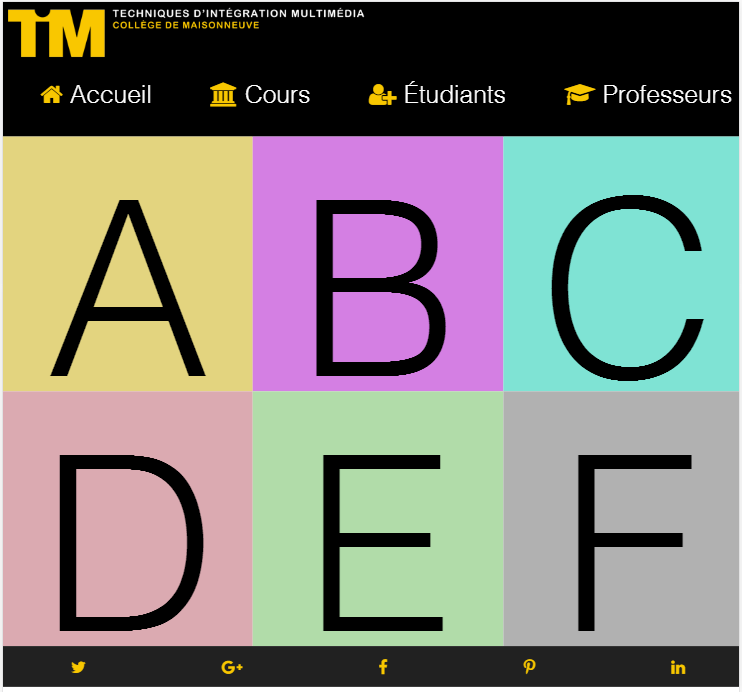 TiM TECHNIQUES D'INTÉGRATION MULTIMÉDIA
COLLÈGE DE MAISONNEUVE
Accueil Cours Étudiants Professeurs
A B C
D E F
G+ f in